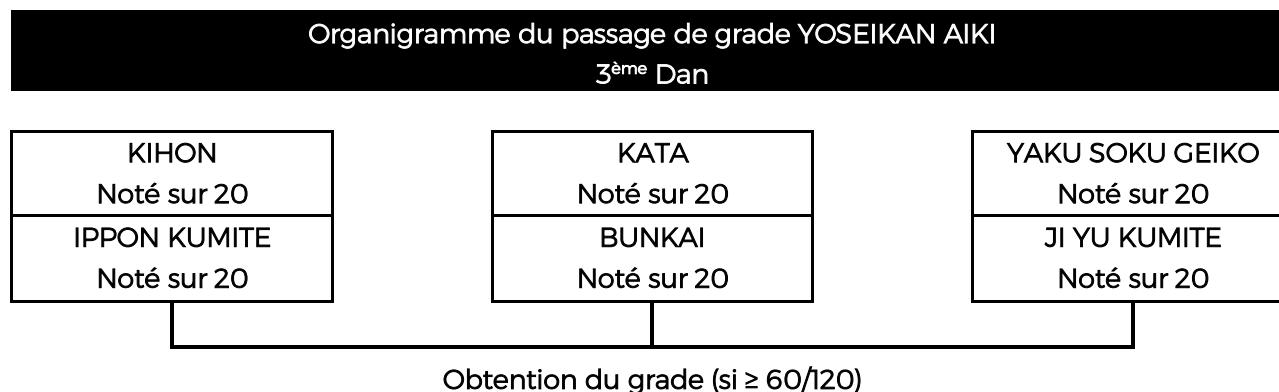 Organigramme du passage de grade YOSEIKAN AIKI
3ème Dan
KIHON
Noté sur 20
IPPON KUMITE
Noté sur 20
KATA
Noté sur 20
BUNKAI
Noté sur 20
YAKU SOKU GEIKO
Noté sur 20
JI YU KUMITE
Noté sur 20
Obtention du grade (si ≥ 60/120)